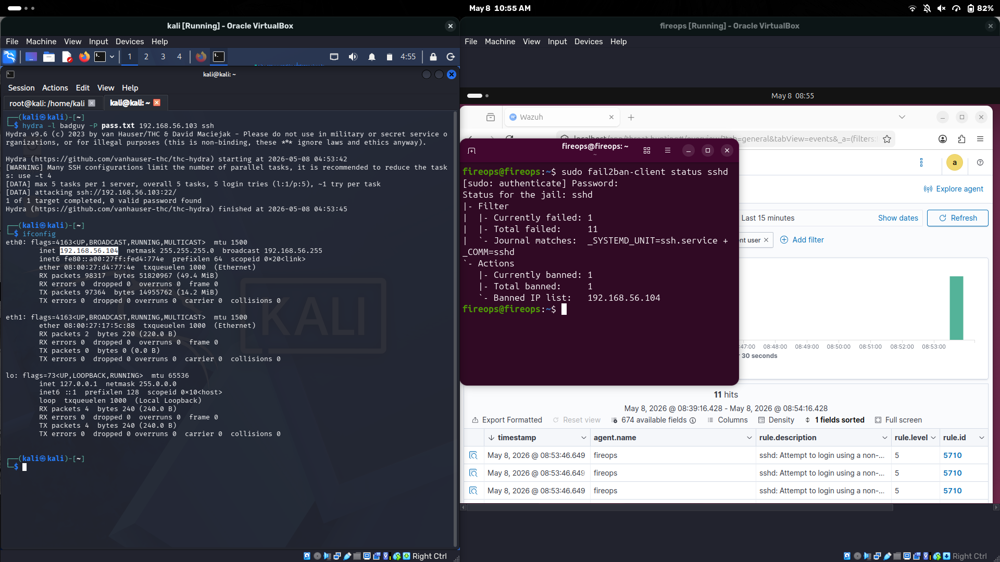 May 8 10:55 AM
82%
kali [Running] - Oracle VirtualBox
File Machine View Input Devices Help
1 2 3 4
4:55
kali@kali: ~
Session Actions Edit View Help
root@kali: /home/kali
kali@kali: ~
┌──(kali㉿kali)-[~]
└─$ hydra -l badguy -P pass.txt 192.168.56.103 ssh
Hydra v9.6 (c) 2023 by van Hauser/THC & David Maciejak - Please do not use in military or secret service o
rganizations, or for illegal purposes (this is non-binding, these *** ignore laws and ethics anyway).
Hydra (https://github.com/vanhauser-thc/thc-hydra) starting at 2026-05-08 04:53:42
[WARNING] Many SSH configurations limit the number of parallel tasks, it is recommended to reduce the task
s: use -t 4
[DATA] max 5 tasks per 1 server, overall 5 tasks, 5 login tries (l:1/p:5), ~1 try per task
[DATA] attacking ssh://192.168.56.103:22/
1 of 1 target completed, 0 valid password found
Hydra (https://github.com/vanhauser-thc/thc-hydra) finished at 2026-05-08 04:53:45
┌──(kali㉿kali)-[~]
└─$ ifconfig
eth0: flags=4163<UP,BROADCAST,RUNNING,MULTICAST>  mtu 1500
inet 192.168.56.104  netmask 255.255.255.0  broadcast 192.168.56.255
inet6 fe80::a00:27ff:fed4:774e  prefixlen 64  scopeid 0×20<link>
ether 08:00:27:d4:77:4e  txqueuelen 1000  (Ethernet)
RX packets 98317  bytes 51820967 (49.4 MiB)
RX errors 0  dropped 0  overruns 0  frame 0
TX packets 97364  bytes 14955762 (14.2 MiB)
TX errors 0  dropped 0 overruns 0  carrier 0  collisions 0
eth1: flags=4163<UP,BROADCAST,RUNNING,MULTICAST>  mtu 1500
ether 08:00:27:17:5c:88  txqueuelen 1000  (Ethernet)
RX packets 2  bytes 220 (220.0 B)
RX errors 0  dropped 0  overruns 0  frame 0
TX packets 0  bytes 0 (0.0 B)
TX errors 0  dropped 0 overruns 0  carrier 0  collisions 0
lo: flags=73<UP,LOOPBACK,RUNNING>  mtu 65536
inet 127.0.0.1  netmask 255.0.0.0
inet6 ::1  prefixlen 128  scopeid 0×10<host>
loop  txqueuelen 1000  (Local Loopback)
RX packets 4  bytes 240 (240.0 B)
RX errors 0  dropped 0  overruns 0  frame 0
TX packets 4  bytes 240 (240.0 B)
TX errors 0  dropped 0 overruns 0  carrier 0  collisions 0
┌──(kali㉿kali)-[~]
└─$
KALI
Right Ctrl
fireops [Running] - Oracle VirtualBox
File Machine View Input Devices Help
May 8 08:55
Wazuh
general&tabView=events&_a=(filters:
a
fireops@fireops: ~
~
fireops@fireops:~$ sudo fail2ban-client status sshd
[sudo: authenticate] Password:
Status for the jail: sshd
|- Filter
|  |- Currently failed: 1
|  |- Total failed:     11
|  `- Journal matches:  _SYSTEMD_UNIT=ssh.service +
_COMM=sshd
`- Actions
|- Currently banned: 1
|- Total banned:     1
`- Banned IP list:   192.168.56.104
fireops@fireops:~$
Explore agent
Last 15 minutes
Show dates
Refresh
nt user
Add filter
47:00 08:48:00 08:49:00 08:50:00 08:51:00 08:52:00 08:53:00
30 seconds
11 hits
May 8, 2026 @ 08:39:16.428 - May 8, 2026 @ 08:54:16.428
Export Formatted Reset view 674 available fields Columns Density 1 fields sorted Full screen
timestamp agent.name rule.description rule.level rule.id
May 8, 2026 @ 08:53:46.649 fireops sshd: Attempt to login using a non-... 5 5710
May 8, 2026 @ 08:53:46.649 fireops sshd: Attempt to login using a non-... 5 5710
May 8, 2026 @ 08:53:46.649 fireops sshd: Attempt to login using a non-... 5 5710
Right Ctrl